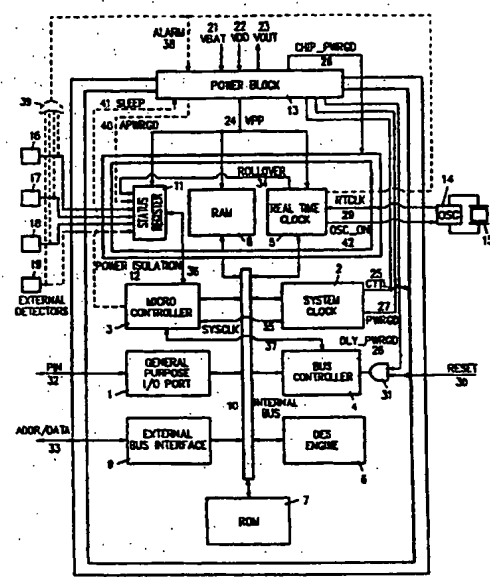 21 22 23
ALARM VBAT VDD VOUT
38
CHIP_PWRGD
26
POWER BLOCK
13
39
41 SLEEP
40 APWRGD
24 VPP
16
17
18
19
EXTERNAL DETECTORS
11
STATUS REGISTER
ROLLOVER
34
RAM
8
REAL TIME CLOCK
5
RTCLK
29
OSC_ON
42
14
OSC
15
POWER ISOLATION
12
36
2
MICRO CONTROLLER
3
SYSCLK
35
SYSTEM CLOCK
25
CTD
27
PWRGD
37
DLY_PWRGD
PIN
32
GENERAL PURPOSE I/O PORT
1
10
INTERNAL BUS
BUS CONTROLLER
4
31
RESET
30
ADDR/DATA
33
EXTERNAL BUS INTERFACE
9
DES ENGINE
6
ROM
7